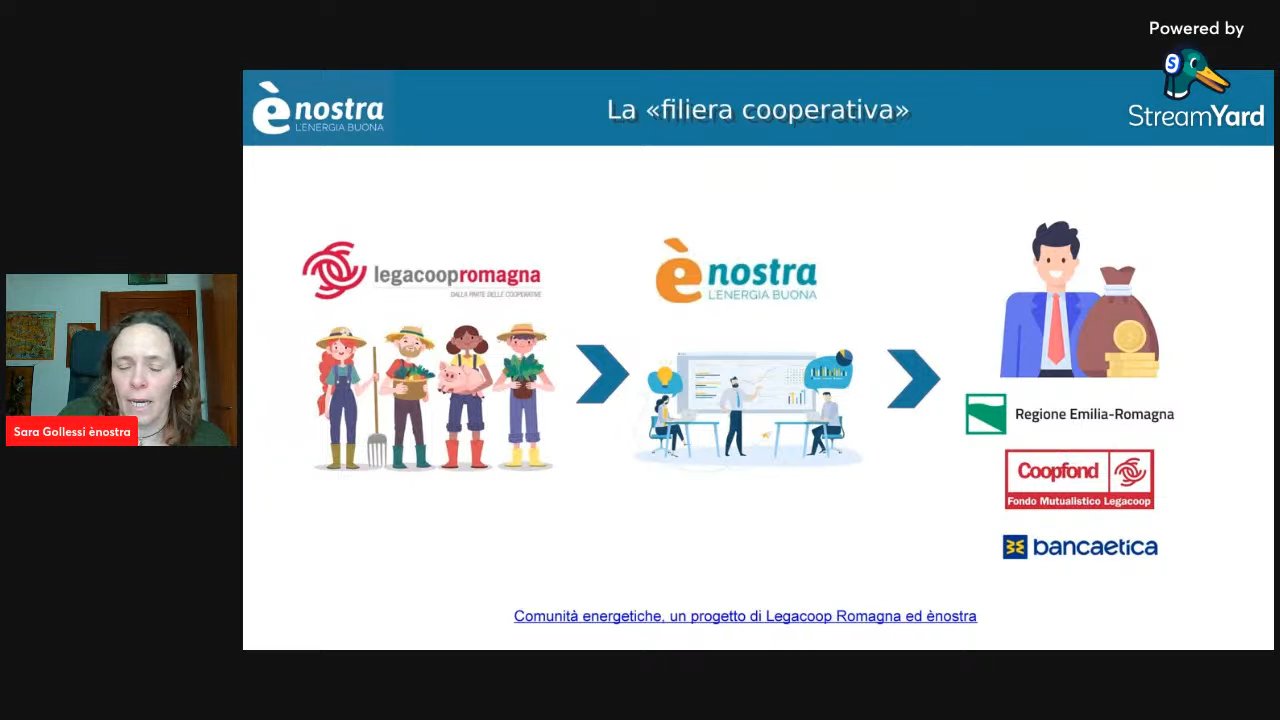 Powered by
StreamYard
ènostra
L'ENERGIA BUONA
La «filiera cooperativa»
legacoopromagna
DALLA PARTE DELLE COOPERATIVE
ènostra
L'ENERGIA BUONA
Regione Emilia-Romagna
Coopfond
Fondo Mutualistico Legacoop
bancaetica
Sara Gollessi ènostra
Comunità energetiche, un progetto di Legacoop Romagna ed ènostra